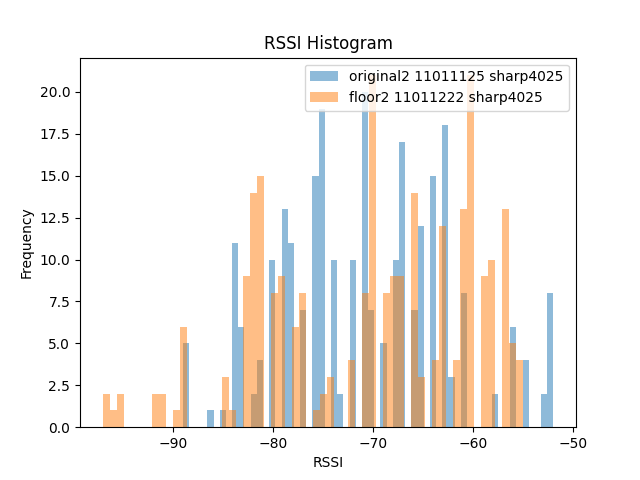 RSSI Histogram
original2 11011125 sharp4025
floor2 11011222 sharp4025
20.0
17.5
15.0
12.5
10.0
7.5
5.0
2.5
0.0
Frequency
−90 −80 −70 −60 −50
RSSI